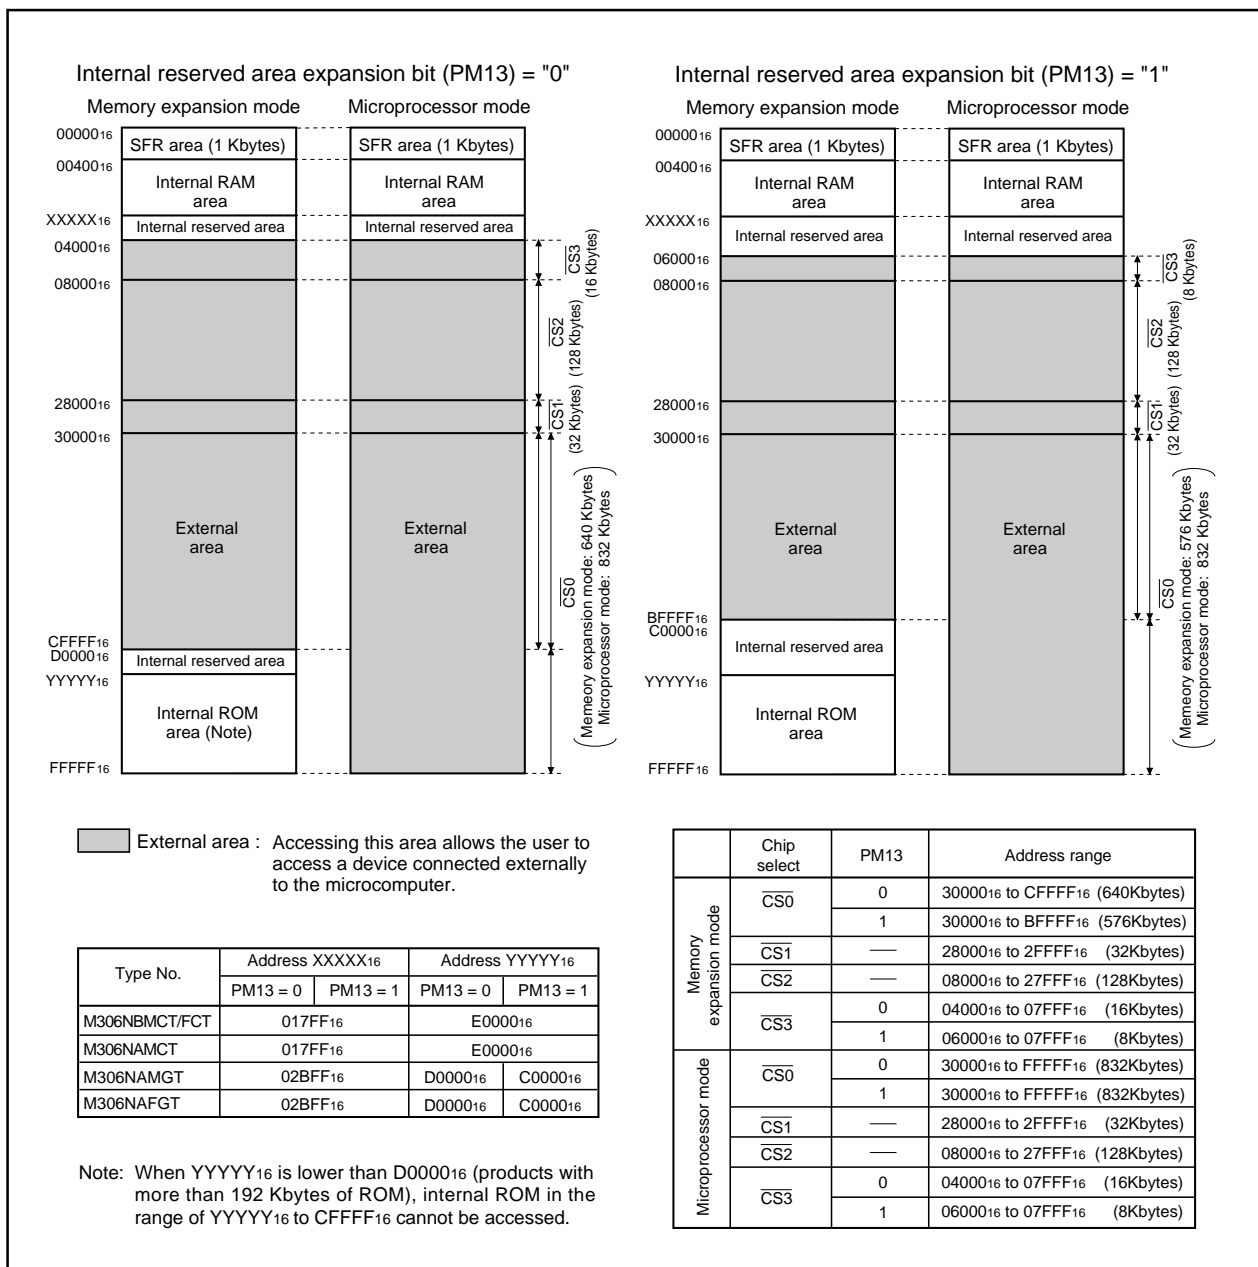 Internal reserved area expansion bit (PM13) = "0"
Memory expansion mode
Microprocessor mode
0000016
SFR area (1 Kbytes)
SFR area (1 Kbytes)
0040016
Internal RAM
area
Internal RAM
area
XXXXX16
Internal reserved area
Internal reserved area
0400016
CS3
(16 Kbytes)
0800016
CS2
(128 Kbytes)
2800016
CS1
(32 Kbytes)
3000016
External
area
External
area
CS0
Memeory expansion mode: 640 Kbytes
Microprocessor mode: 832 Kbytes
CFFFF16
D000016
Internal reserved area
YYYYY16
Internal ROM
area (Note)
FFFFF16
Internal reserved area expansion bit (PM13) = "1"
Memory expansion mode
Microprocessor mode
0000016
SFR area (1 Kbytes)
SFR area (1 Kbytes)
0040016
Internal RAM
area
Internal RAM
area
XXXXX16
Internal reserved area
Internal reserved area
0600016
CS3
(8 Kbytes)
0800016
CS2
(128 Kbytes)
2800016
CS1
(32 Kbytes)
3000016
External
area
External
area
CS0
Memeory expansion mode: 576 Kbytes
Microprocessor mode: 832 Kbytes
BFFFF16
C000016
Internal reserved area
YYYYY16
Internal ROM
area
FFFFF16
External area : Accessing this area allows the user to
access a device connected externally
to the microcomputer.
Type No. Address XXXXX16 Address YYYYY16
PM13 = 0 PM13 = 1 PM13 = 0 PM13 = 1
M306NBMCT/FCT 017FF16 E000016
M306NAMCT 017FF16 E000016
M306NAMGT 02BFF16 D000016 C000016
M306NAFGT 02BFF16 D000016 C000016
Note: When YYYYY16 is lower than D000016 (products with
more than 192 Kbytes of ROM), internal ROM in the
range of YYYYY16 to CFFFF16 cannot be accessed.
Chip
select
PM13 Address range
Memory
expansion mode
CS0 0 3000016 to CFFFF16 (640Kbytes)
1 3000016 to BFFFF16 (576Kbytes)
CS1 — 2800016 to 2FFFF16 (32Kbytes)
CS2 — 0800016 to 27FFF16 (128Kbytes)
CS3 0 0400016 to 07FFF16 (16Kbytes)
1 0600016 to 07FFF16 (8Kbytes)
Microprocessor mode
CS0 0 3000016 to FFFFF16 (832Kbytes)
1 3000016 to FFFFF16 (832Kbytes)
CS1 — 2800016 to 2FFFF16 (32Kbytes)
CS2 — 0800016 to 27FFF16 (128Kbytes)
CS3 0 0400016 to 07FFF16 (16Kbytes)
1 0600016 to 07FFF16 (8Kbytes)